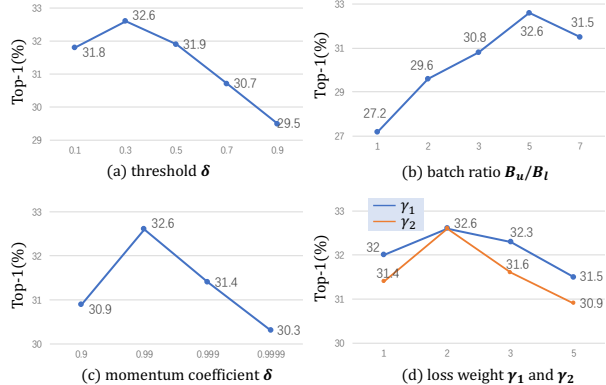 33
32
31
30
29
Top-1(%)
31.8
32.6
31.9
30.7
29.5
0.1 0.3 0.5 0.7 0.9
(a) threshold δ
33
31
29
27
Top-1(%)
27.2
29.6
30.8
32.6
31.5
1 2 3 5 7
(b) batch ratio Bu/Bl
33
32
31
30
Top-1(%)
30.9
32.6
31.4
30.3
0.9 0.99 0.999 0.9999
(c) momentum coefficient δ
γ1
γ2
33
32
31
30
Top-1(%)
32
31.4
32.6
32.3
31.6
31.5
30.9
1 2 3 5
(d) loss weight γ1 and γ2